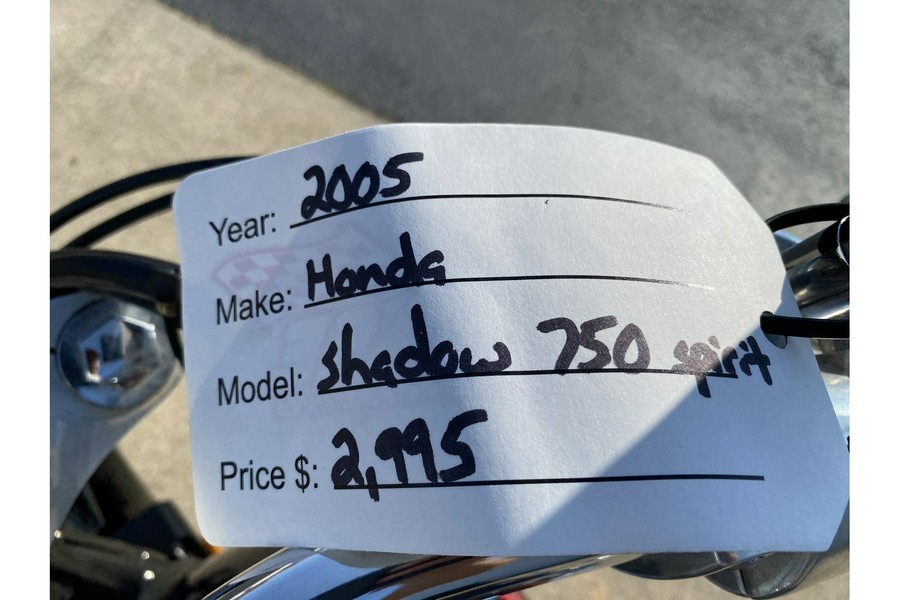 Year: 2005
Make: Honda
Model: Shadow 750 spirit
Price $: 2,995